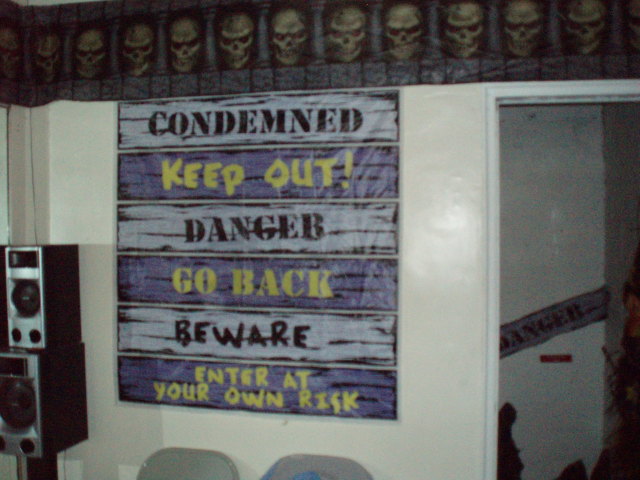 CONDEMNED
KEEP OUT!
DANGER
GO BACK
BEWARE
ENTER AT
YOUR OWN RISK
DANGER